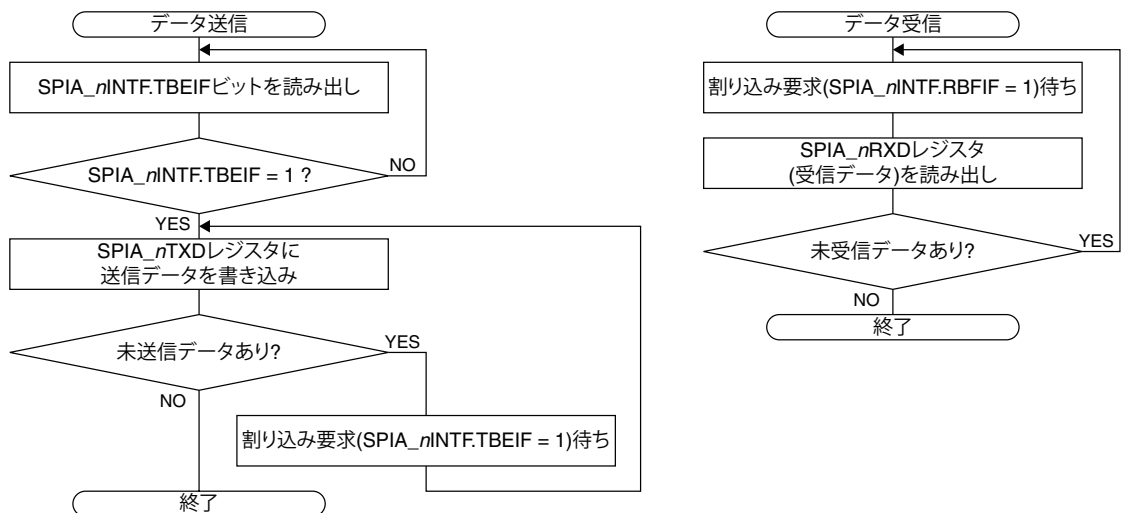 データ送信
SPIA_nINTF.TBEIFビットを読み出し
SPIA_nINTF.TBEIF = 1 ?
NO
YES
SPIA_nTXDレジスタに
送信データを書き込み
未送信データあり?
YES
NO
割り込み要求(SPIA_nINTF.TBEIF = 1)待ち
終了
データ受信
割り込み要求(SPIA_nINTF.RBFIF = 1)待ち
SPIA_nRXDレジスタ
(受信データ)を読み出し
未受信データあり?
YES
NO
終了